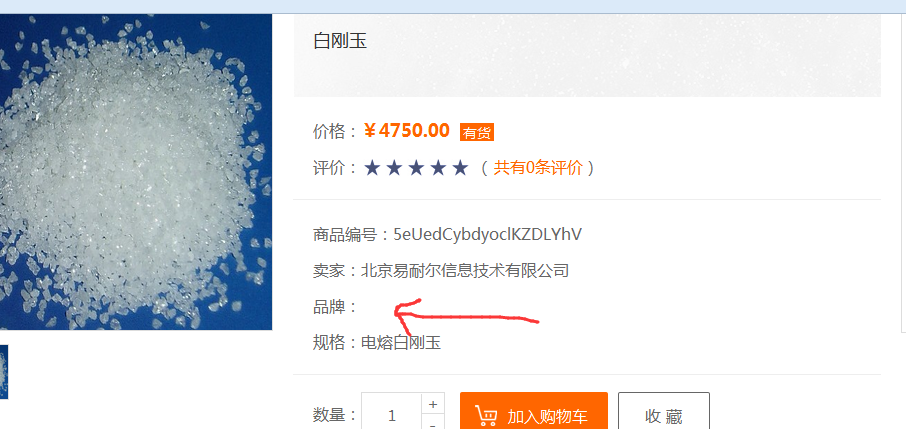 白刚玉
价格：￥4750.00 有货
评价：★★★★★ （共有0条评价）
商品编号：5eUedCybdyoclKZDLYhV
卖家：北京易耐尔信息技术有限公司
品牌：
规格：电熔白刚玉
数量： 1 + - 加入购物车 收 藏